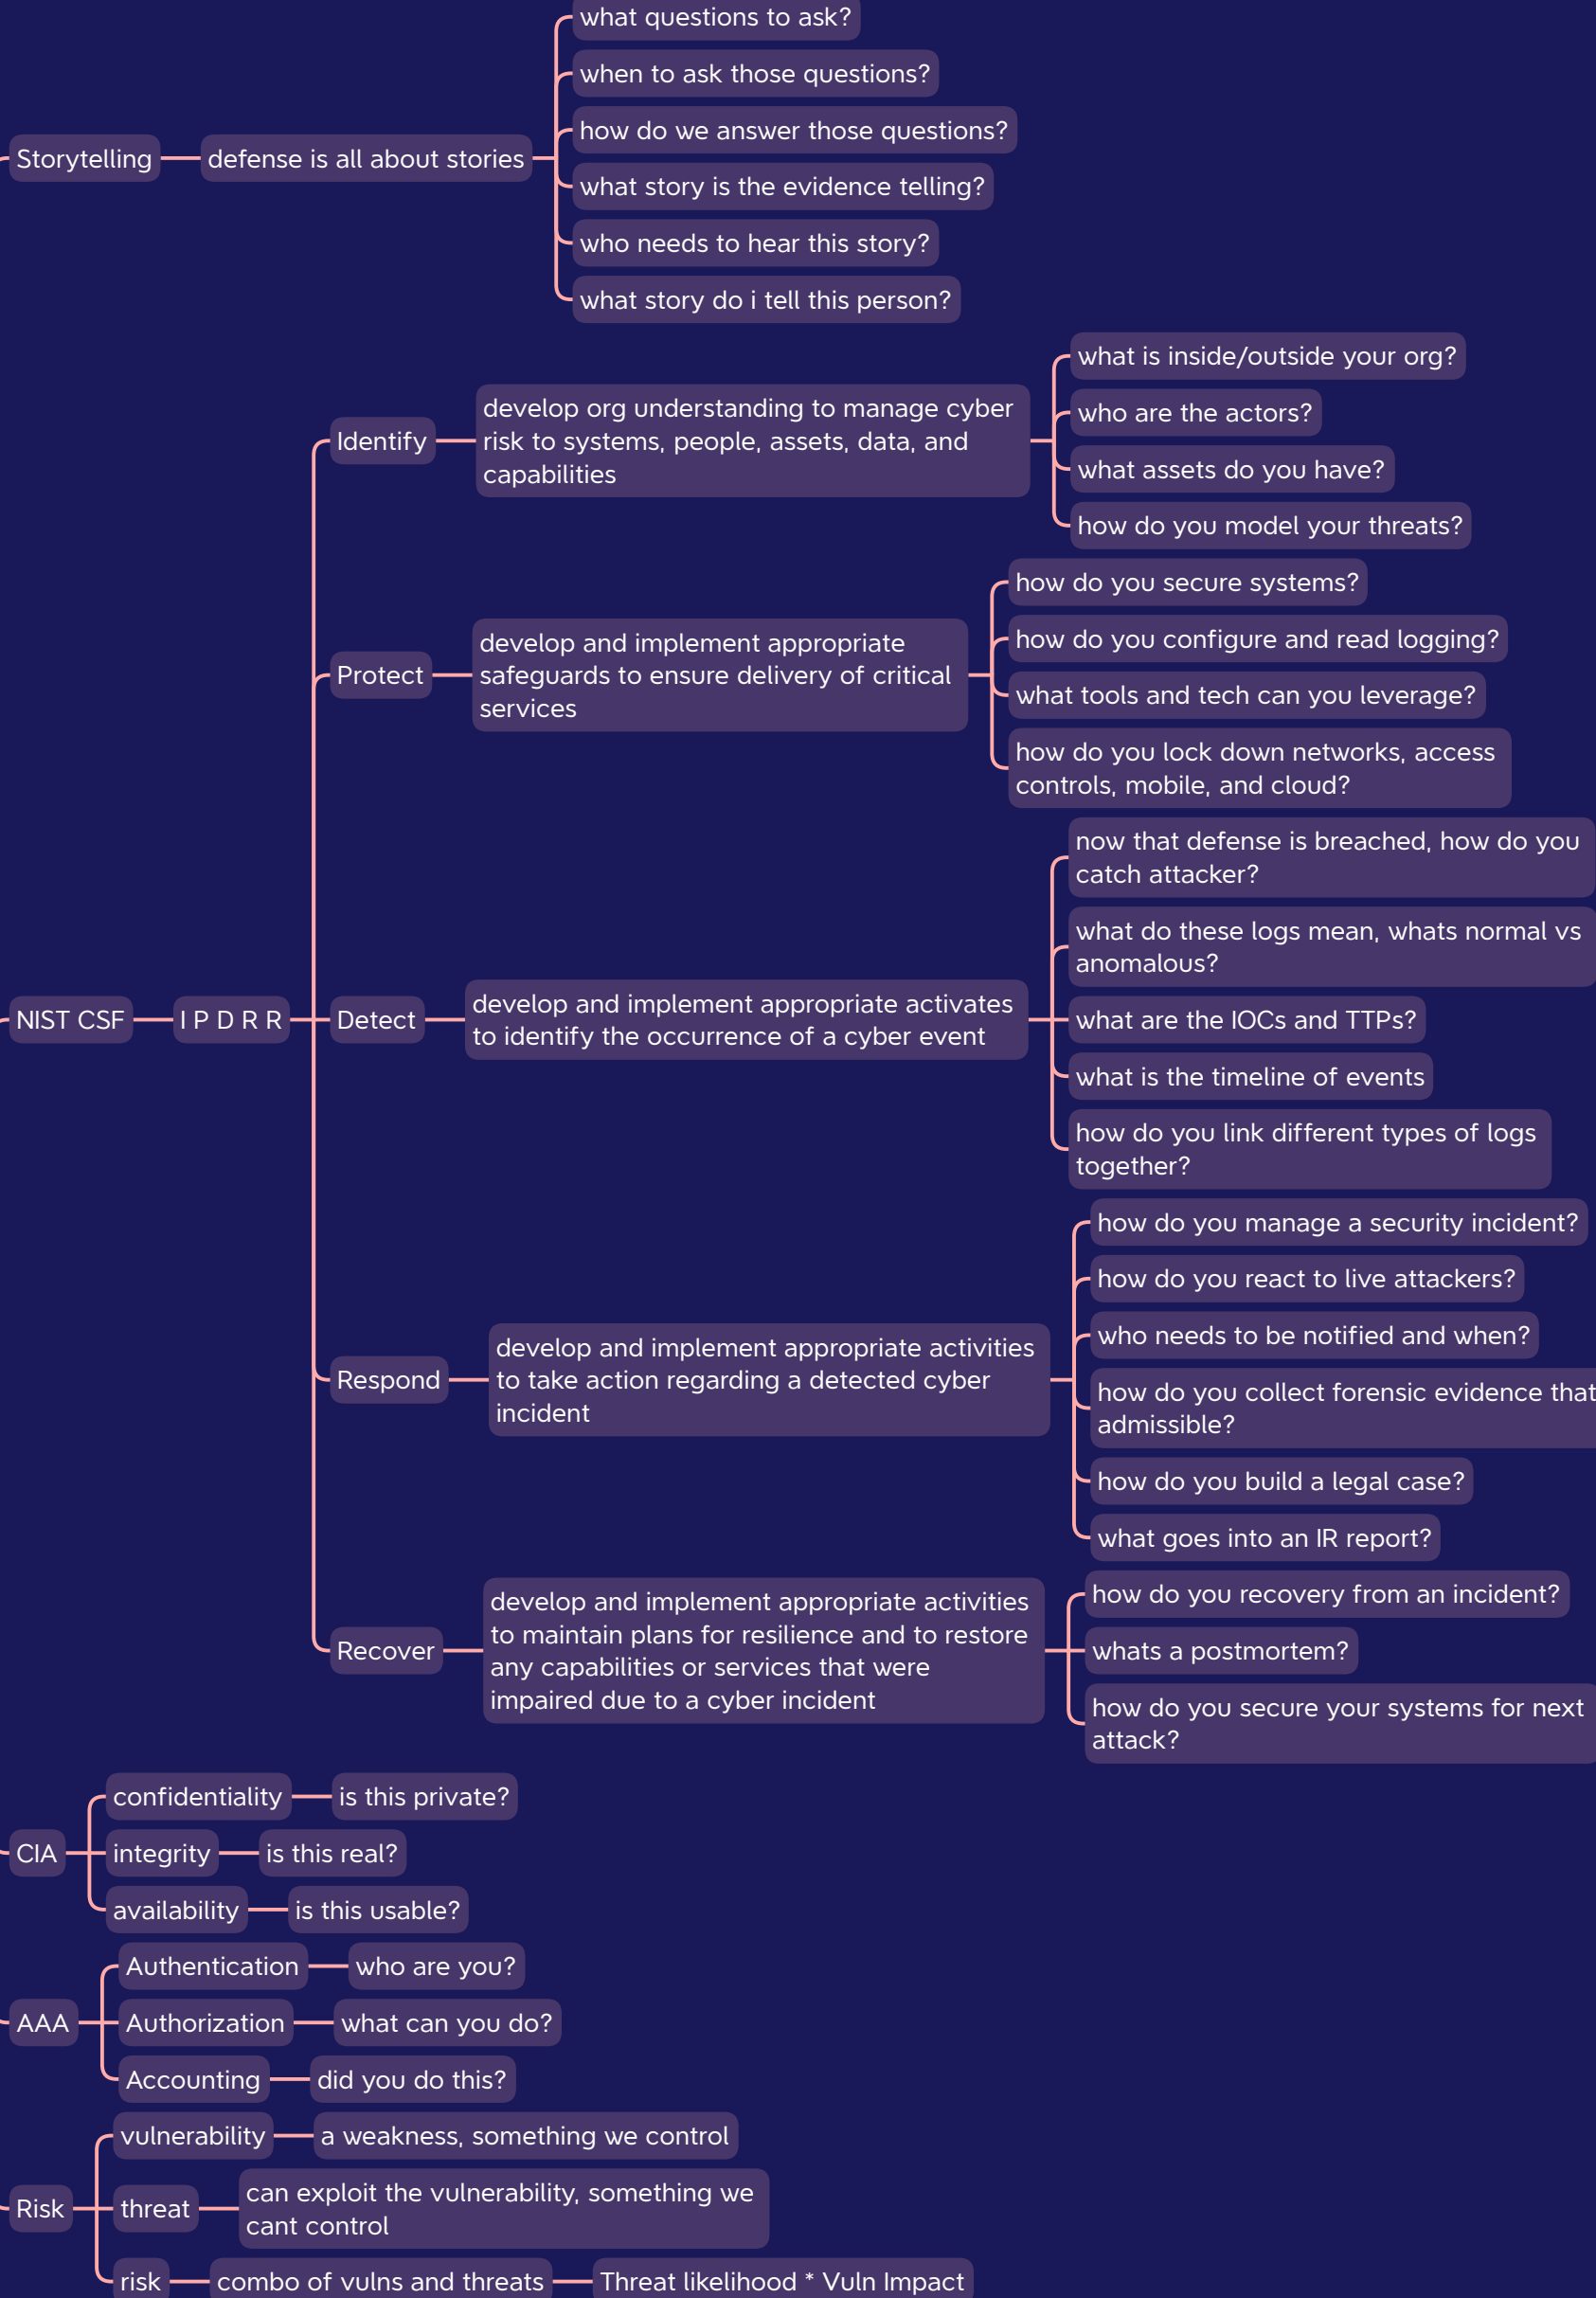 Storytelling
defense is all about stories
what questions to ask?
when to ask those questions?
how do we answer those questions?
what story is the evidence telling?
who needs to hear this story?
what story do i tell this person?
NIST CSF
I P D R R
Identify
develop org understanding to manage cyber
risk to systems, people, assets, data, and
capabilities
what is inside/outside your org?
who are the actors?
what assets do you have?
how do you model your threats?
Protect
develop and implement appropriate
safeguards to ensure delivery of critical
services
how do you secure systems?
how do you configure and read logging?
what tools and tech can you leverage?
how do you lock down networks, access
controls, mobile, and cloud?
Detect
develop and implement appropriate activates
to identify the occurrence of a cyber event
now that defense is breached, how do you
catch attacker?
what do these logs mean, whats normal vs
anomalous?
what are the IOCs and TTPs?
what is the timeline of events
how do you link different types of logs
together?
Respond
develop and implement appropriate activities
to take action regarding a detected cyber
incident
how do you manage a security incident?
how do you react to live attackers?
who needs to be notified and when?
how do you collect forensic evidence that
admissible?
how do you build a legal case?
what goes into an IR report?
Recover
develop and implement appropriate activities
to maintain plans for resilience and to restore
any capabilities or services that were
impaired due to a cyber incident
how do you recovery from an incident?
whats a postmortem?
how do you secure your systems for next
attack?
CIA
confidentiality
is this private?
integrity
is this real?
availability
is this usable?
AAA
Authentication
who are you?
Authorization
what can you do?
Accounting
did you do this?
Risk
vulnerability
a weakness, something we control
threat
can exploit the vulnerability, something we
cant control
risk
combo of vulns and threats
Threat likelihood * Vuln Impact